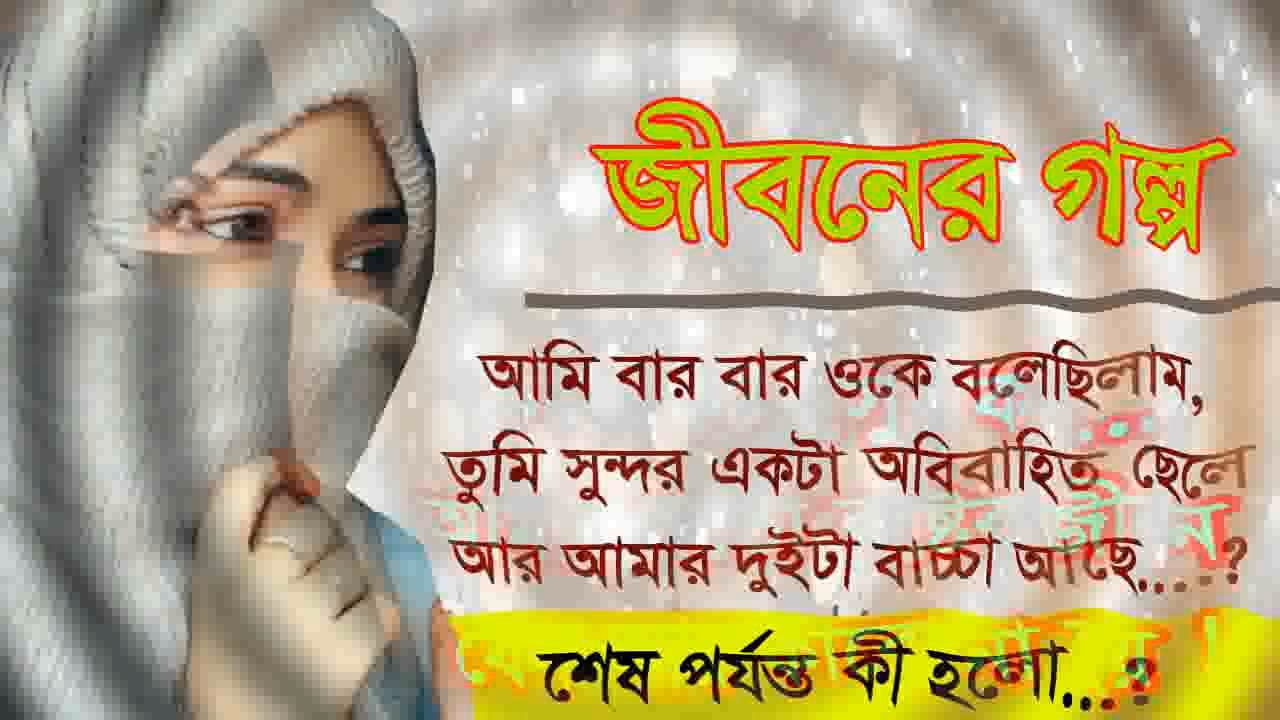 জীবনের গল্প
আমি বার বার ওকে বলেছিলাম,
তুমি সুন্দর একটা অবিবাহিত ছেলে
আর আমার দুইটা বাচ্চা আছে.....?
শেষ পর্যন্ত কী হলো....?